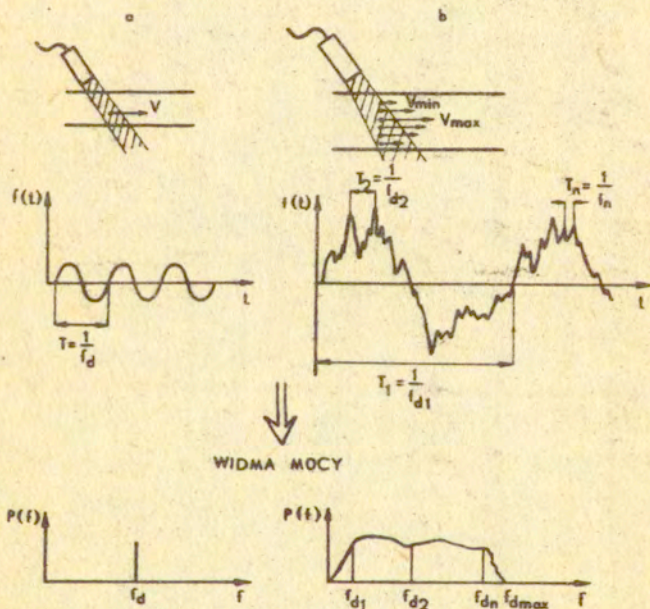 a b
V
Vmin
Vmax
f(t)
t
T=1/fd
f(t)
T2=1/fd2
Tn=1/fn
t
T1=1/fd1
WIDMA MOCY
P(f)
fd
f
P(f)
fd1 fd2 fdn fdmax f